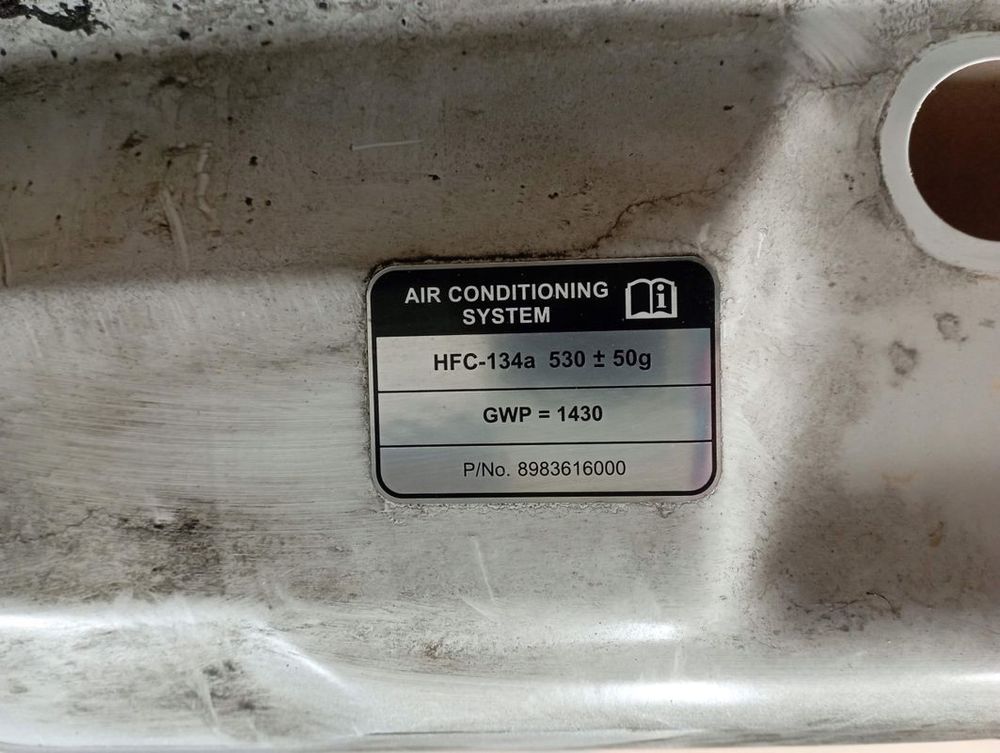 AIR CONDITIONING
SYSTEM
HFC-134a 530 ± 50g
GWP = 1430
P/No. 8983616000